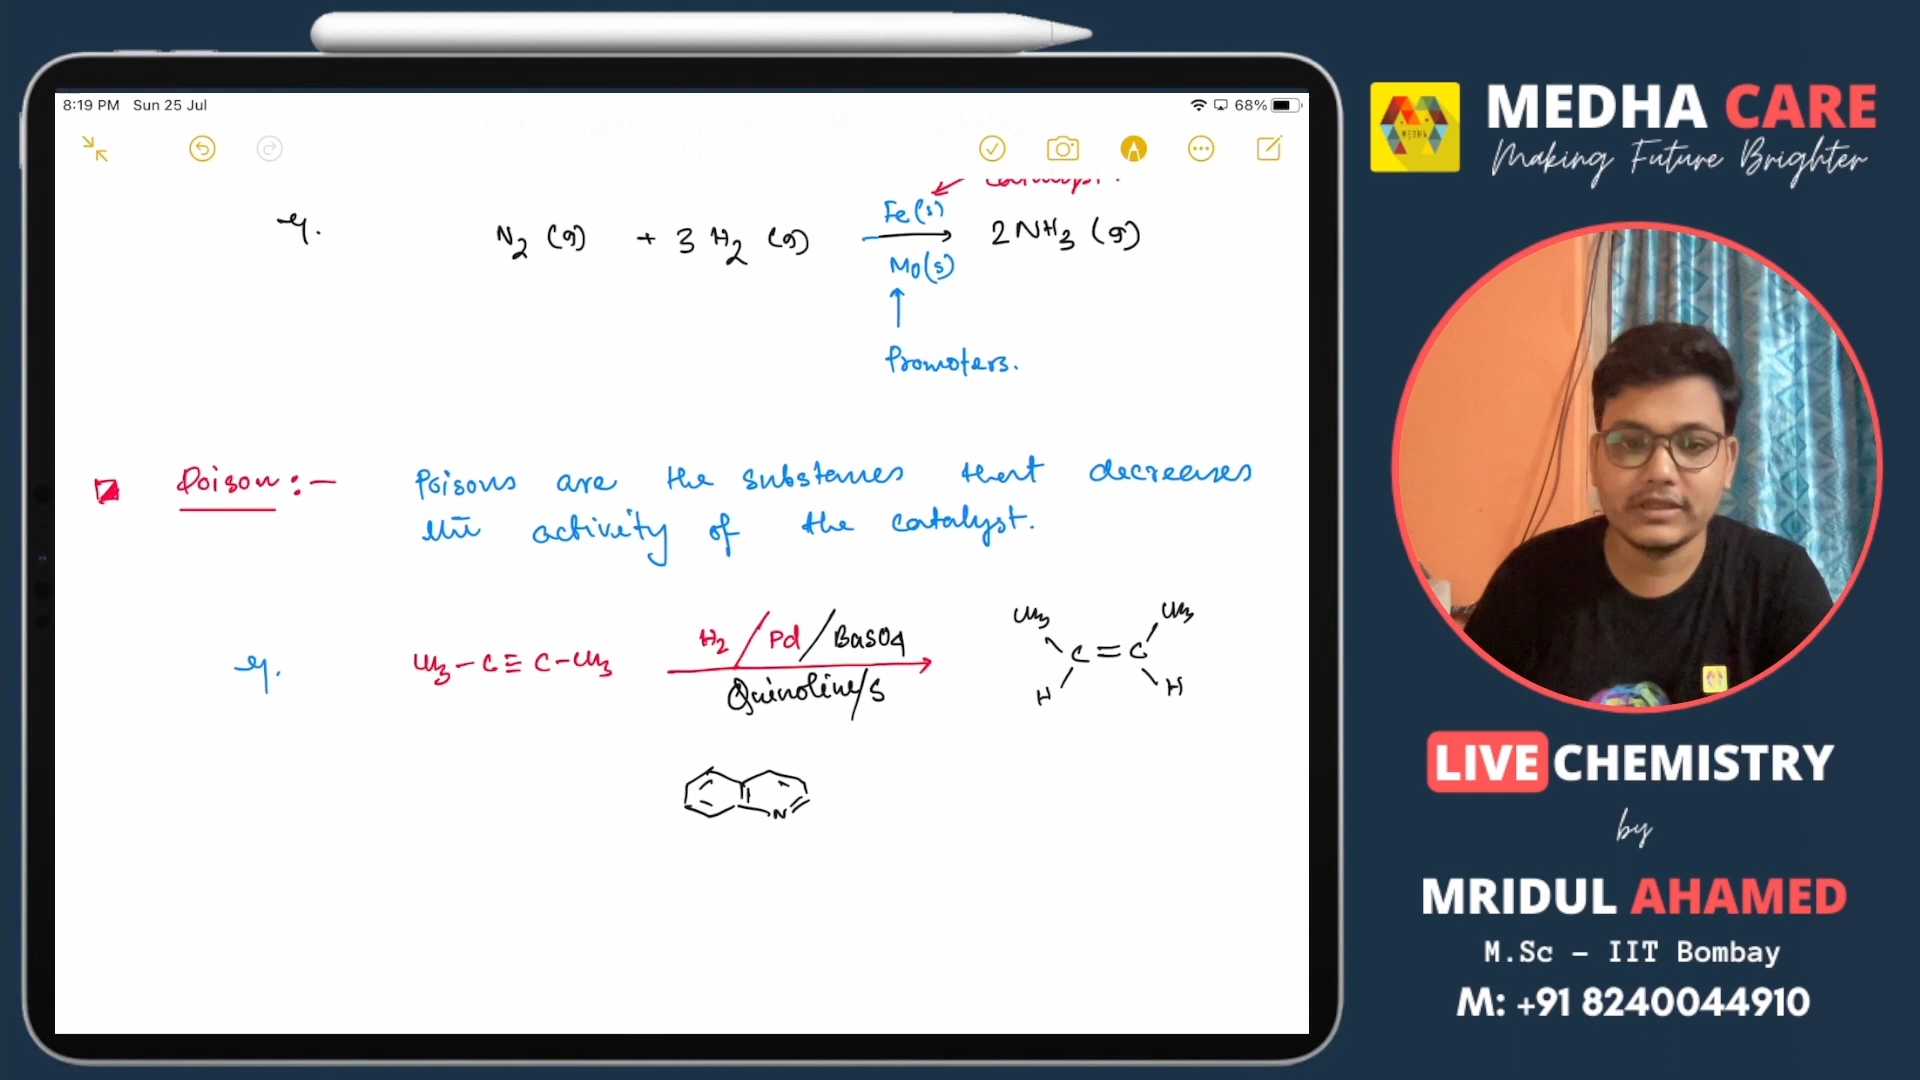 8:19 PM Sun 25 Jul
68%
catalyst.
eg. N2 (g) + 3 H2 (g) Fe(s) 2NH3 (g)
Mo(s)
Promoters.
Poison :- Poisons are the substances that decreases
the activity of the catalyst.
eg. CH3-C≡C-CH3 H2/Pd/BaSO4
Quinoline/S
CH3 CH3
C=C
H H
N
MEDHA CARE
Making Future Brighter
MEDHA
LIVE CHEMISTRY
by
MRIDUL AHAMED
M.Sc - IIT Bombay
M: +91 8240044910